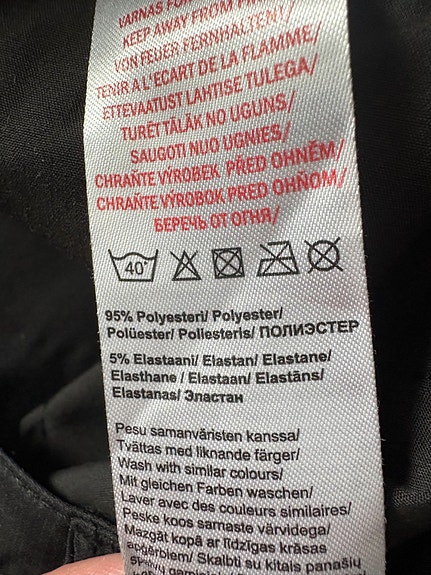 VARNAS FÖR
KEEP AWAY FROM
VON FEUER FERNHALTEN!/
TENIR A L'ECART DE LA FLAMME/
ETTEVAATUST LAHTISE TULEGA/
TURĒT TĀLĀK NO UGUNS/
SAUGOTI NUO UGNIES/
CHRAŇTE VÝROBEK PŘED OHNĚM/
CHRAŇTE VÝROBOK PRED OHŇOM/
БЕРЕЧЬ ОТ ОГНЯ/
40°
95% Polyesteri/ Polyester/
Polüester/ Poliesteris/ ПОЛИЭСТЕР
5% Elastaani/ Elastan/ Elastane/
Elasthane / Elastaan/ Elastāns/
Elastanas/ Эластан
Pesu samanväristen kanssa/
Tvättas med liknande färger/
Wash with similar colours/
Mit gleichen Farben waschen/
Laver avec des couleurs similaires/
Peske koos samaste värvidega/
Mazgāt kopā ar līdzīgas krāsas
apģērbiem/ Skalbti su kitais panašių